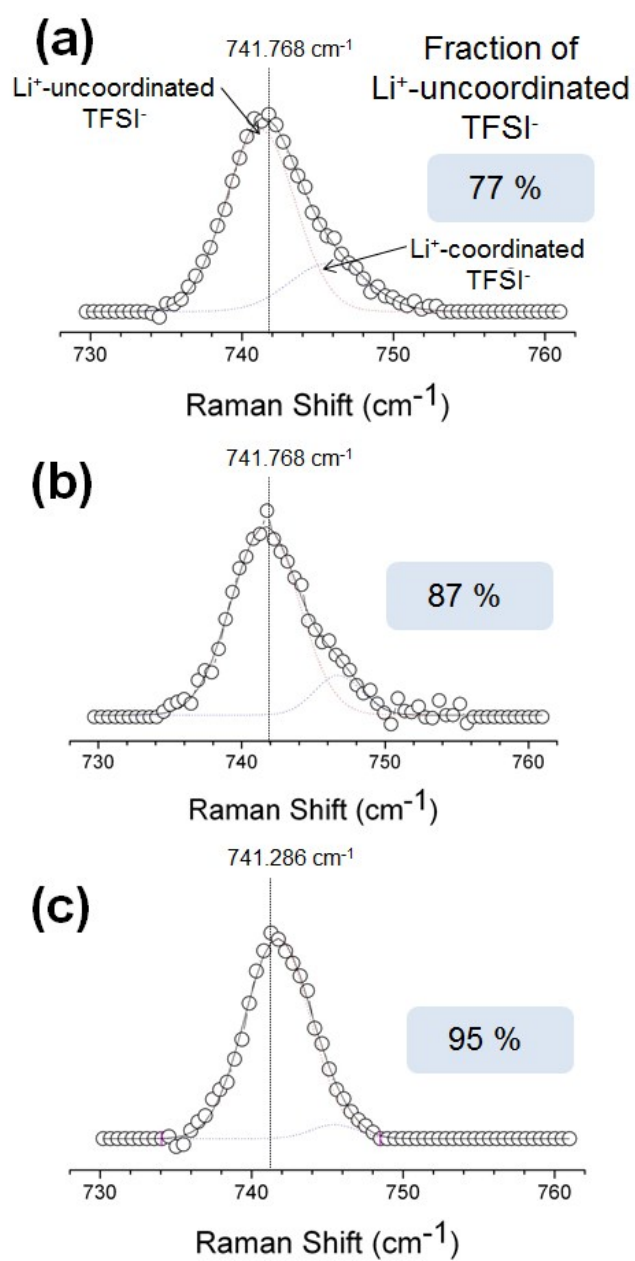 (a)
741.768 cm⁻¹
Li⁺-uncoordinated
TFSI⁻
Fraction of
Li⁺-uncoordinated
TFSI⁻
77 %
Li⁺-coordinated
TFSI⁻
730 740 750 760
Raman Shift (cm⁻¹)
(b)
741.768 cm⁻¹
87 %
730 740 750 760
Raman Shift (cm⁻¹)
(c)
741.286 cm⁻¹
95 %
730 740 750 760
Raman Shift (cm⁻¹)